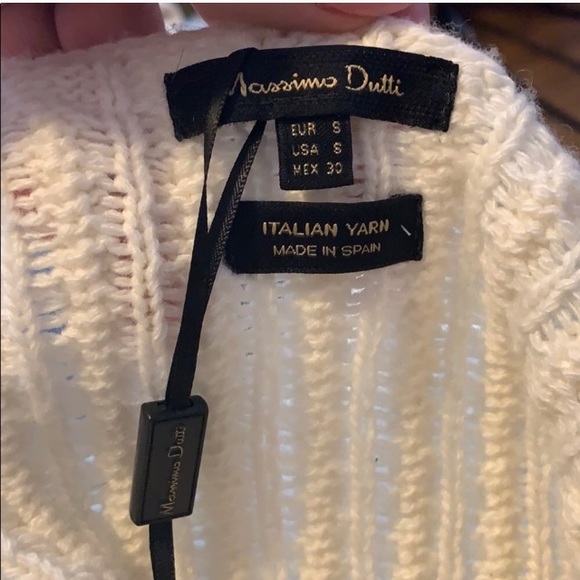 Massimo Dutti
EUR S
USA S
MEX 30
ITALIAN YARN
MADE IN SPAIN
Massimo Dutti